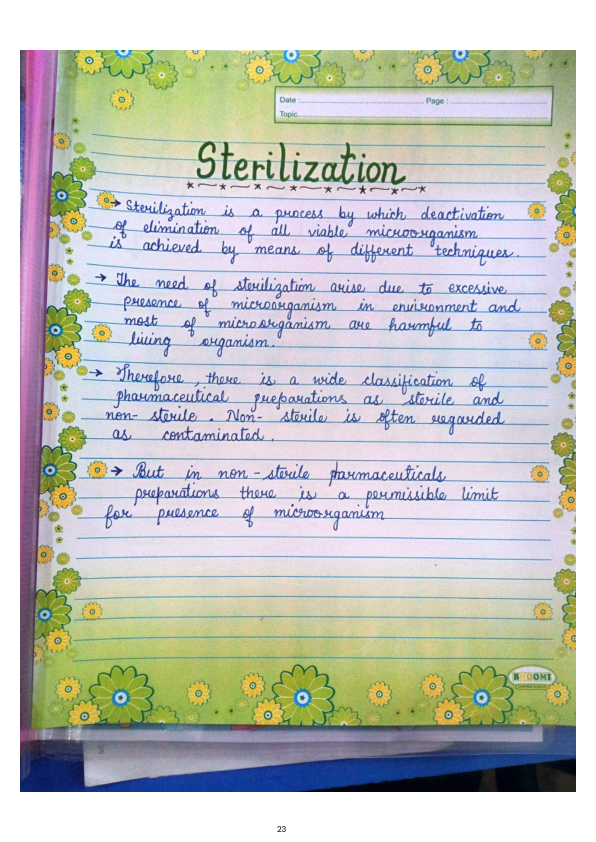 Date : Page :
Topic
Sterilization
→ Sterilization is a process by which deactivation
of elimination of all viable microorganism
is achieved by means of different techniques.
→ The need of sterilization arise due to excessive
presence of microorganism in environment and
most of microorganism are harmful to
living organism.
→ Therefore, there is a wide classification of
pharmaceutical preparations as sterile and
non-sterile. Non-sterile is often regarded
as contaminated.
→ But in non-sterile pharmaceuticals
preparations there is a permissible limit
for presence of microorganism
BHOOMI
23